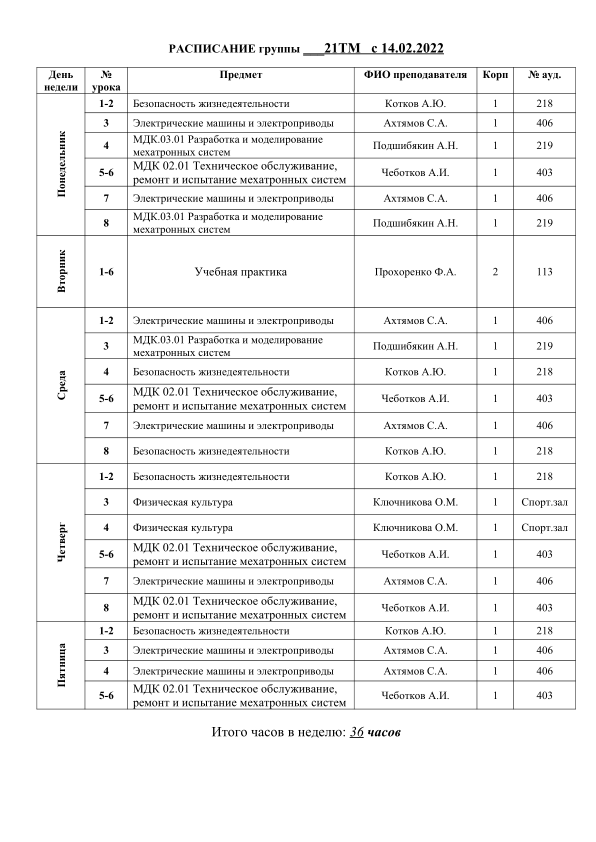 РАСПИСАНИЕ группы ___21ТМ с 14.02.2022
День недели № урока Предмет ФИО преподавателя Корп № ауд.
Понедельник
1-2 Безопасность жизнедеятельности Котков А.Ю. 1 218
3 Электрические машины и электроприводы Ахтямов С.А. 1 406
4 МДК.03.01 Разработка и моделирование мехатронных систем Подшибякин А.Н. 1 219
5-6 МДК 02.01 Техническое обслуживание, ремонт и испытание мехатронных систем Чеботков А.И. 1 403
7 Электрические машины и электроприводы Ахтямов С.А. 1 406
8 МДК.03.01 Разработка и моделирование мехатронных систем Подшибякин А.Н. 1 219
Вторник
1-6 Учебная практика Прохоренко Ф.А. 2 113
Среда
1-2 Электрические машины и электроприводы Ахтямов С.А. 1 406
3 МДК.03.01 Разработка и моделирование мехатронных систем Подшибякин А.Н. 1 219
4 Безопасность жизнедеятельности Котков А.Ю. 1 218
5-6 МДК 02.01 Техническое обслуживание, ремонт и испытание мехатронных систем Чеботков А.И. 1 403
7 Электрические машины и электроприводы Ахтямов С.А. 1 406
8 Безопасность жизнедеятельности Котков А.Ю. 1 218
Четверг
1-2 Безопасность жизнедеятельности Котков А.Ю. 1 218
3 Физическая культура Ключникова О.М. 1 Спорт.зал
4 Физическая культура Ключникова О.М. 1 Спорт.зал
5-6 МДК 02.01 Техническое обслуживание, ремонт и испытание мехатронных систем Чеботков А.И. 1 403
7 Электрические машины и электроприводы Ахтямов С.А. 1 406
8 МДК 02.01 Техническое обслуживание, ремонт и испытание мехатронных систем Чеботков А.И. 1 403
Пятница
1-2 Безопасность жизнедеятельности Котков А.Ю. 1 218
3 Электрические машины и электроприводы Ахтямов С.А. 1 406
4 Электрические машины и электроприводы Ахтямов С.А. 1 406
5-6 МДК 02.01 Техническое обслуживание, ремонт и испытание мехатронных систем Чеботков А.И. 1 403
Итого часов в неделю: 36 часов